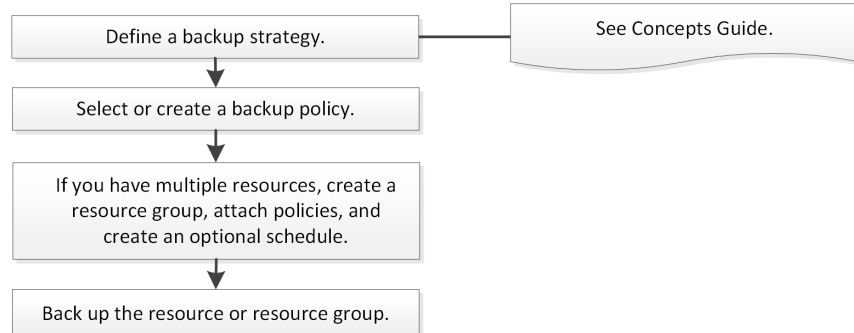 Define a backup strategy.
See Concepts Guide.
Select or create a backup policy.
If you have multiple resources, create a
resource group, attach policies, and
create an optional schedule.
Back up the resource or resource group.